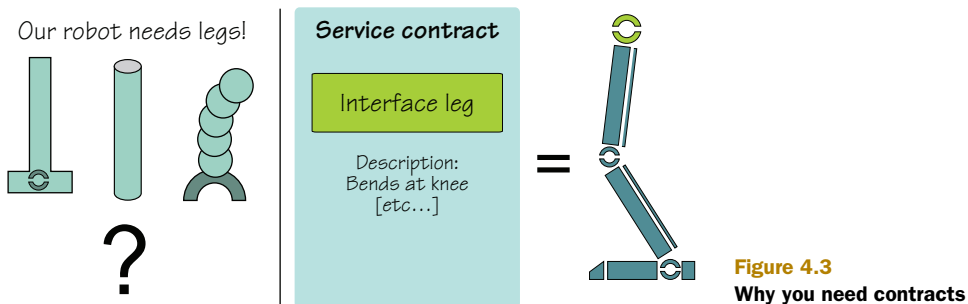 Our robot needs legs!
?
Service contract
Interface leg
Description:
Bends at knee
[etc...]
=
Figure 4.3
Why you need contracts